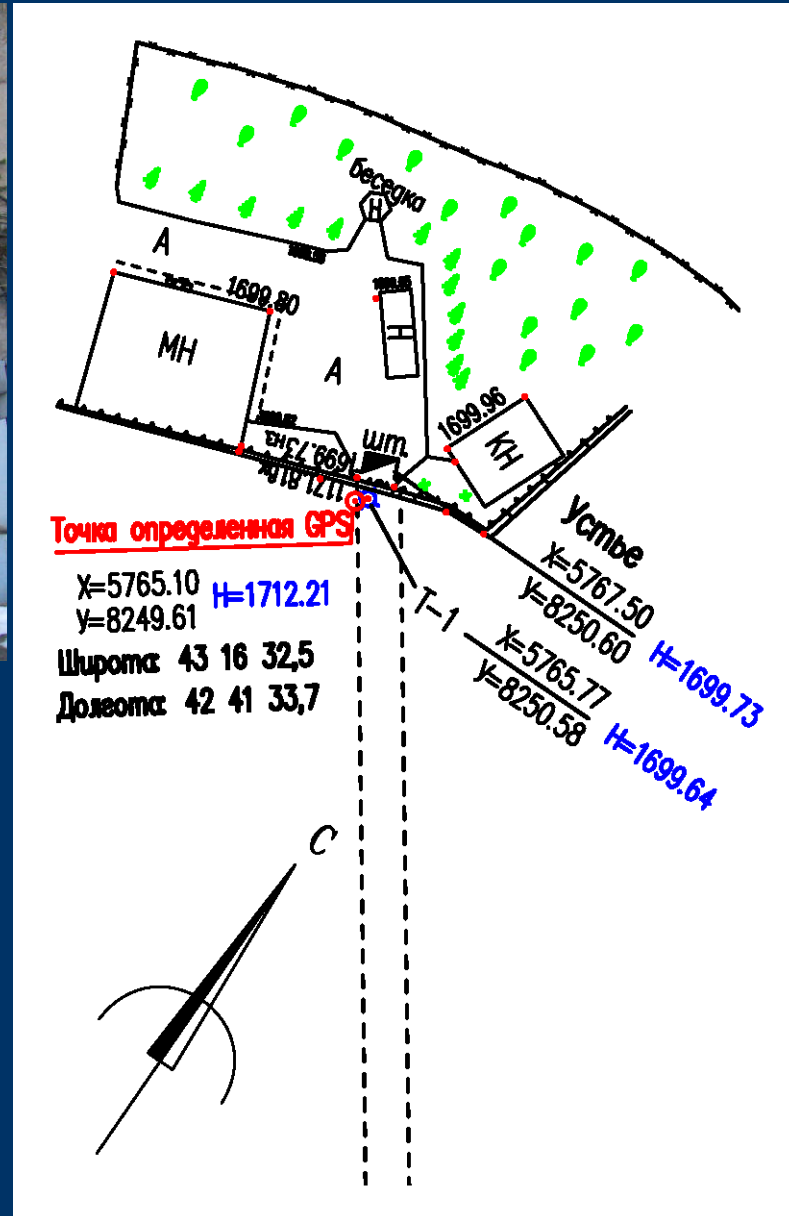 беседка
Н
А
1699.80
МН
Н
А
1699.96
КН
шт.
1699.73нз.
Точка определенная GPS
Х=5765.10
У=8249.61
Н=1712.21
Широта: 43 16 32,5
Долеота: 42 41 33,7
Устье
Х=5767.50
У=8250.60
Н=1699.73
Т-1
Х=5765.77
У=8250.58
Н=1699.64
С